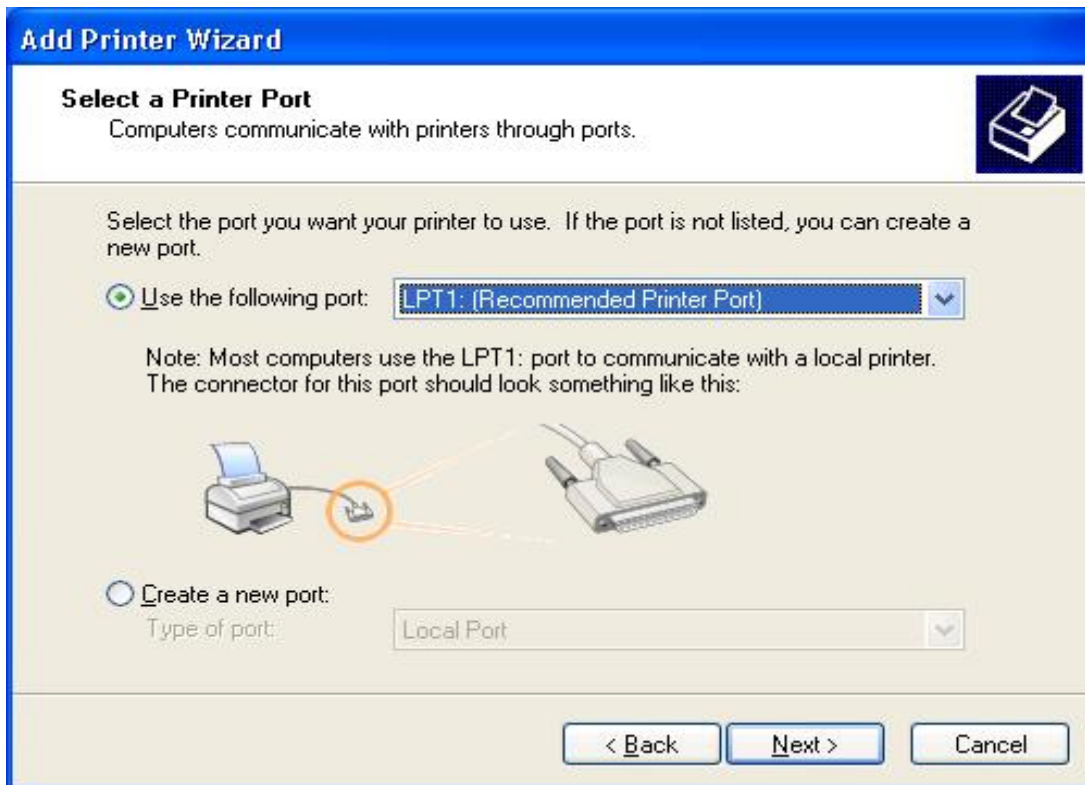 Add Printer Wizard
Select a Printer Port
Computers communicate with printers through ports.
Select the port you want your printer to use.  If the port is not listed, you can create a
new port.
Use the following port:
LPT1: (Recommended Printer Port)
Note: Most computers use the LPT1: port to communicate with a local printer.
The connector for this port should look something like this:
Create a new port:
Type of port:
Local Port
< Back
Next >
Cancel